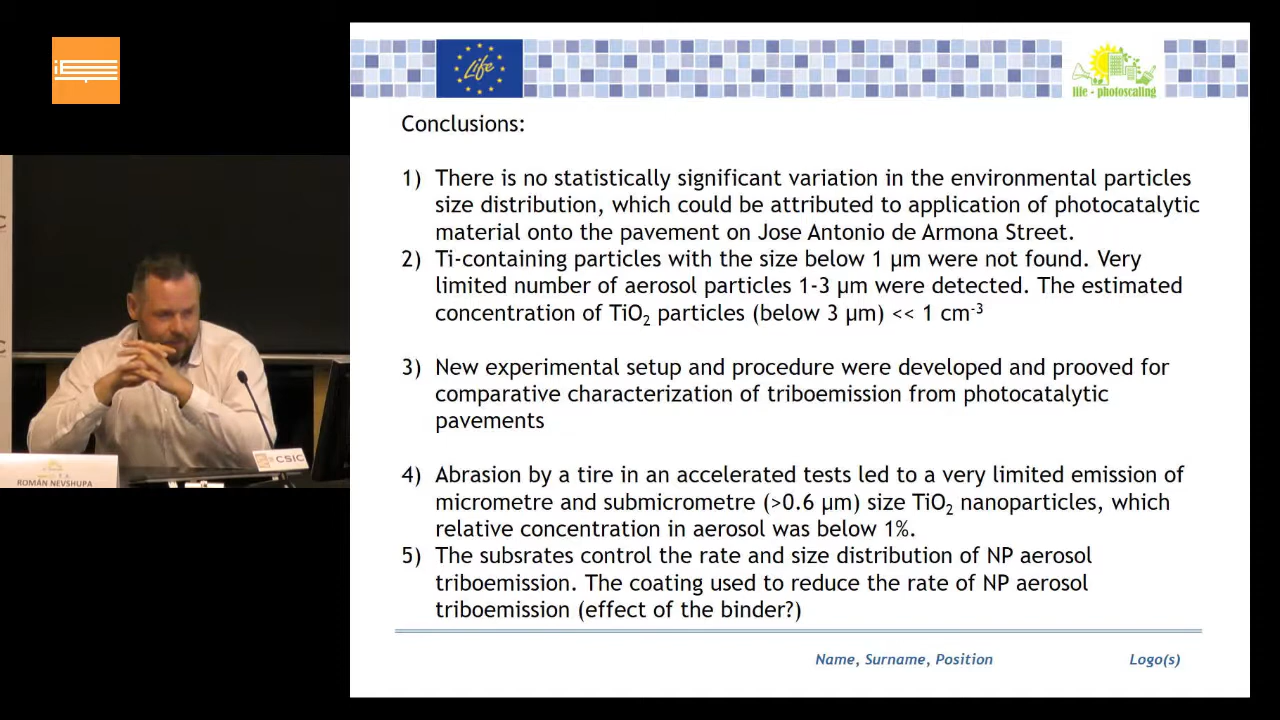 Life
life - photoscaling
Conclusions:
1) There is no statistically significant variation in the environmental particles
size distribution, which could be attributed to application of photocatalytic
material onto the pavement on Jose Antonio de Armona Street.
2) Ti-containing particles with the size below 1 µm were not found. Very
limited number of aerosol particles 1-3 µm were detected. The estimated
concentration of TiO₂ particles (below 3 µm) << 1 cm⁻³
3) New experimental setup and procedure were developed and prooved for
comparative characterization of triboemission from photocatalytic
pavements
4) Abrasion by a tire in an accelerated tests led to a very limited emission of
micrometre and submicrometre (>0.6 µm) size TiO₂ nanoparticles, which
relative concentration in aerosol was below 1%.
5) The subsrates control the rate and size distribution of NP aerosol
triboemission. The coating used to reduce the rate of NP aerosol
triboemission (effect of the binder?)
Name, Surname, Position Logo(s)
CSIC
ROMÁN NEVSHUPA